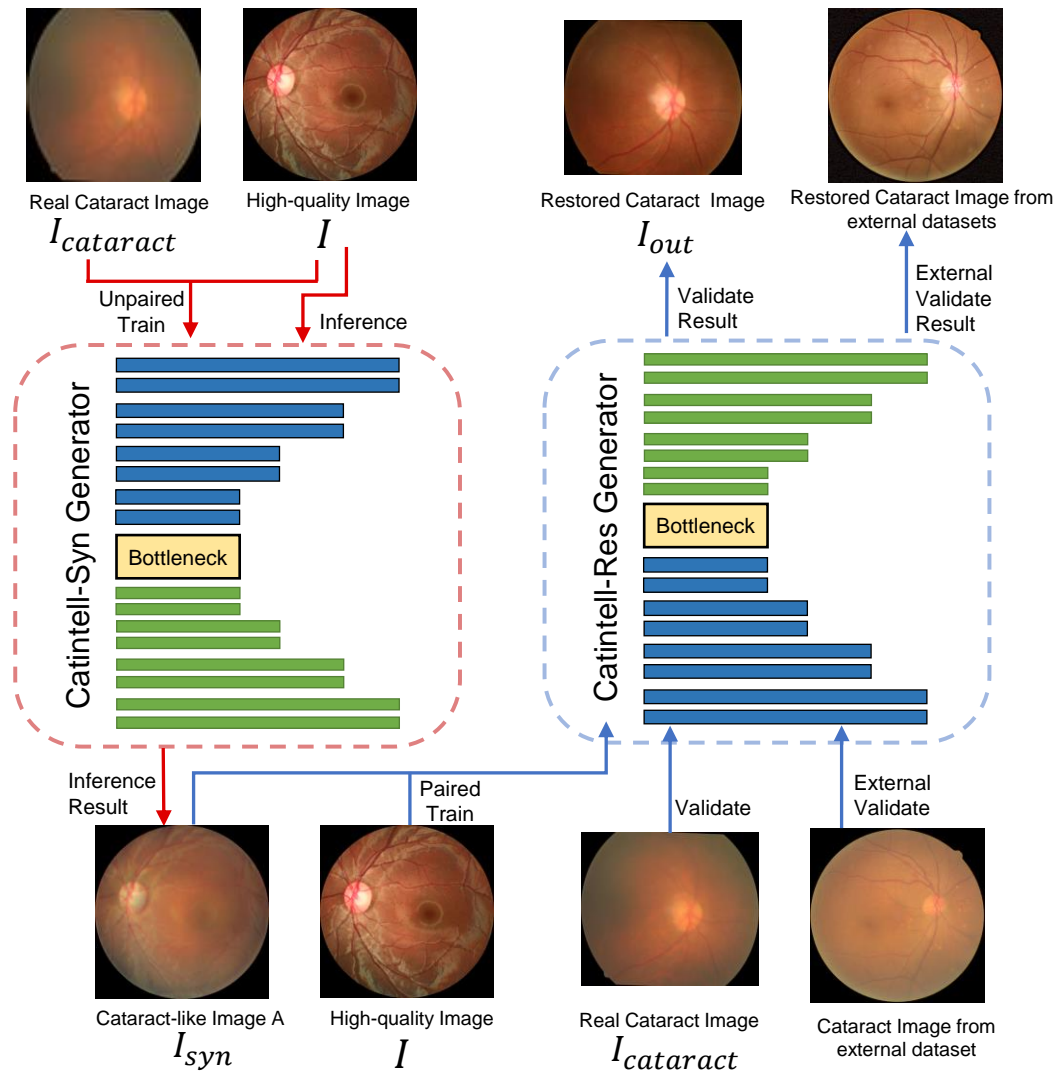 Real Cataract Image
I_cataract
High-quality Image
I
Restored Cataract Image
I_out
Restored Cataract Image from
external datasets
Unpaired
Train
Inference
Validate
Result
External
Validate
Result
Catintell-Syn Generator
Bottleneck
Catintell-Res Generator
Bottleneck
Inference
Result
Paired
Train
Validate
External
Validate
Cataract-like Image A
I_syn
High-quality Image
I
Real Cataract Image
I_cataract
Cataract Image from
external dataset